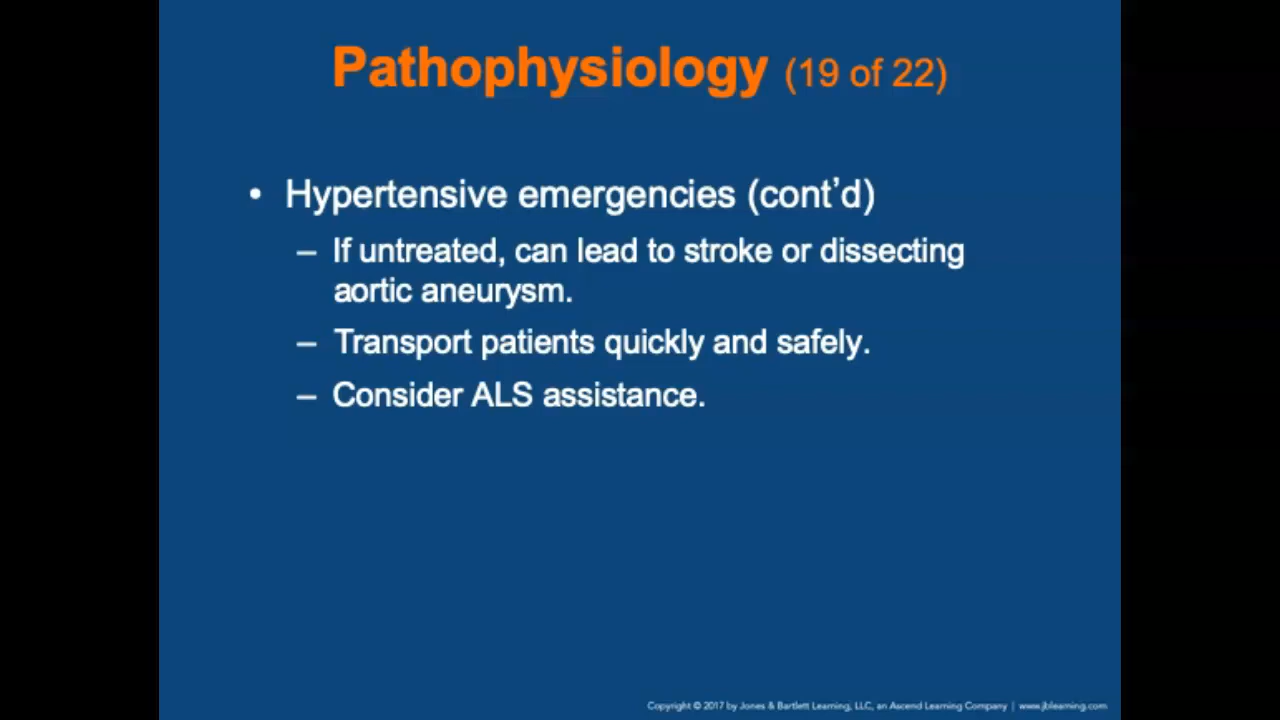 Pathophysiology (19 of 22)
• Hypertensive emergencies (cont’d)
– If untreated, can lead to stroke or dissecting
aortic aneurysm.
– Transport patients quickly and safely.
– Consider ALS assistance.
Copyright © 2017 by Jones & Bartlett Learning, LLC, an Ascend Learning Company | www.jblearning.com